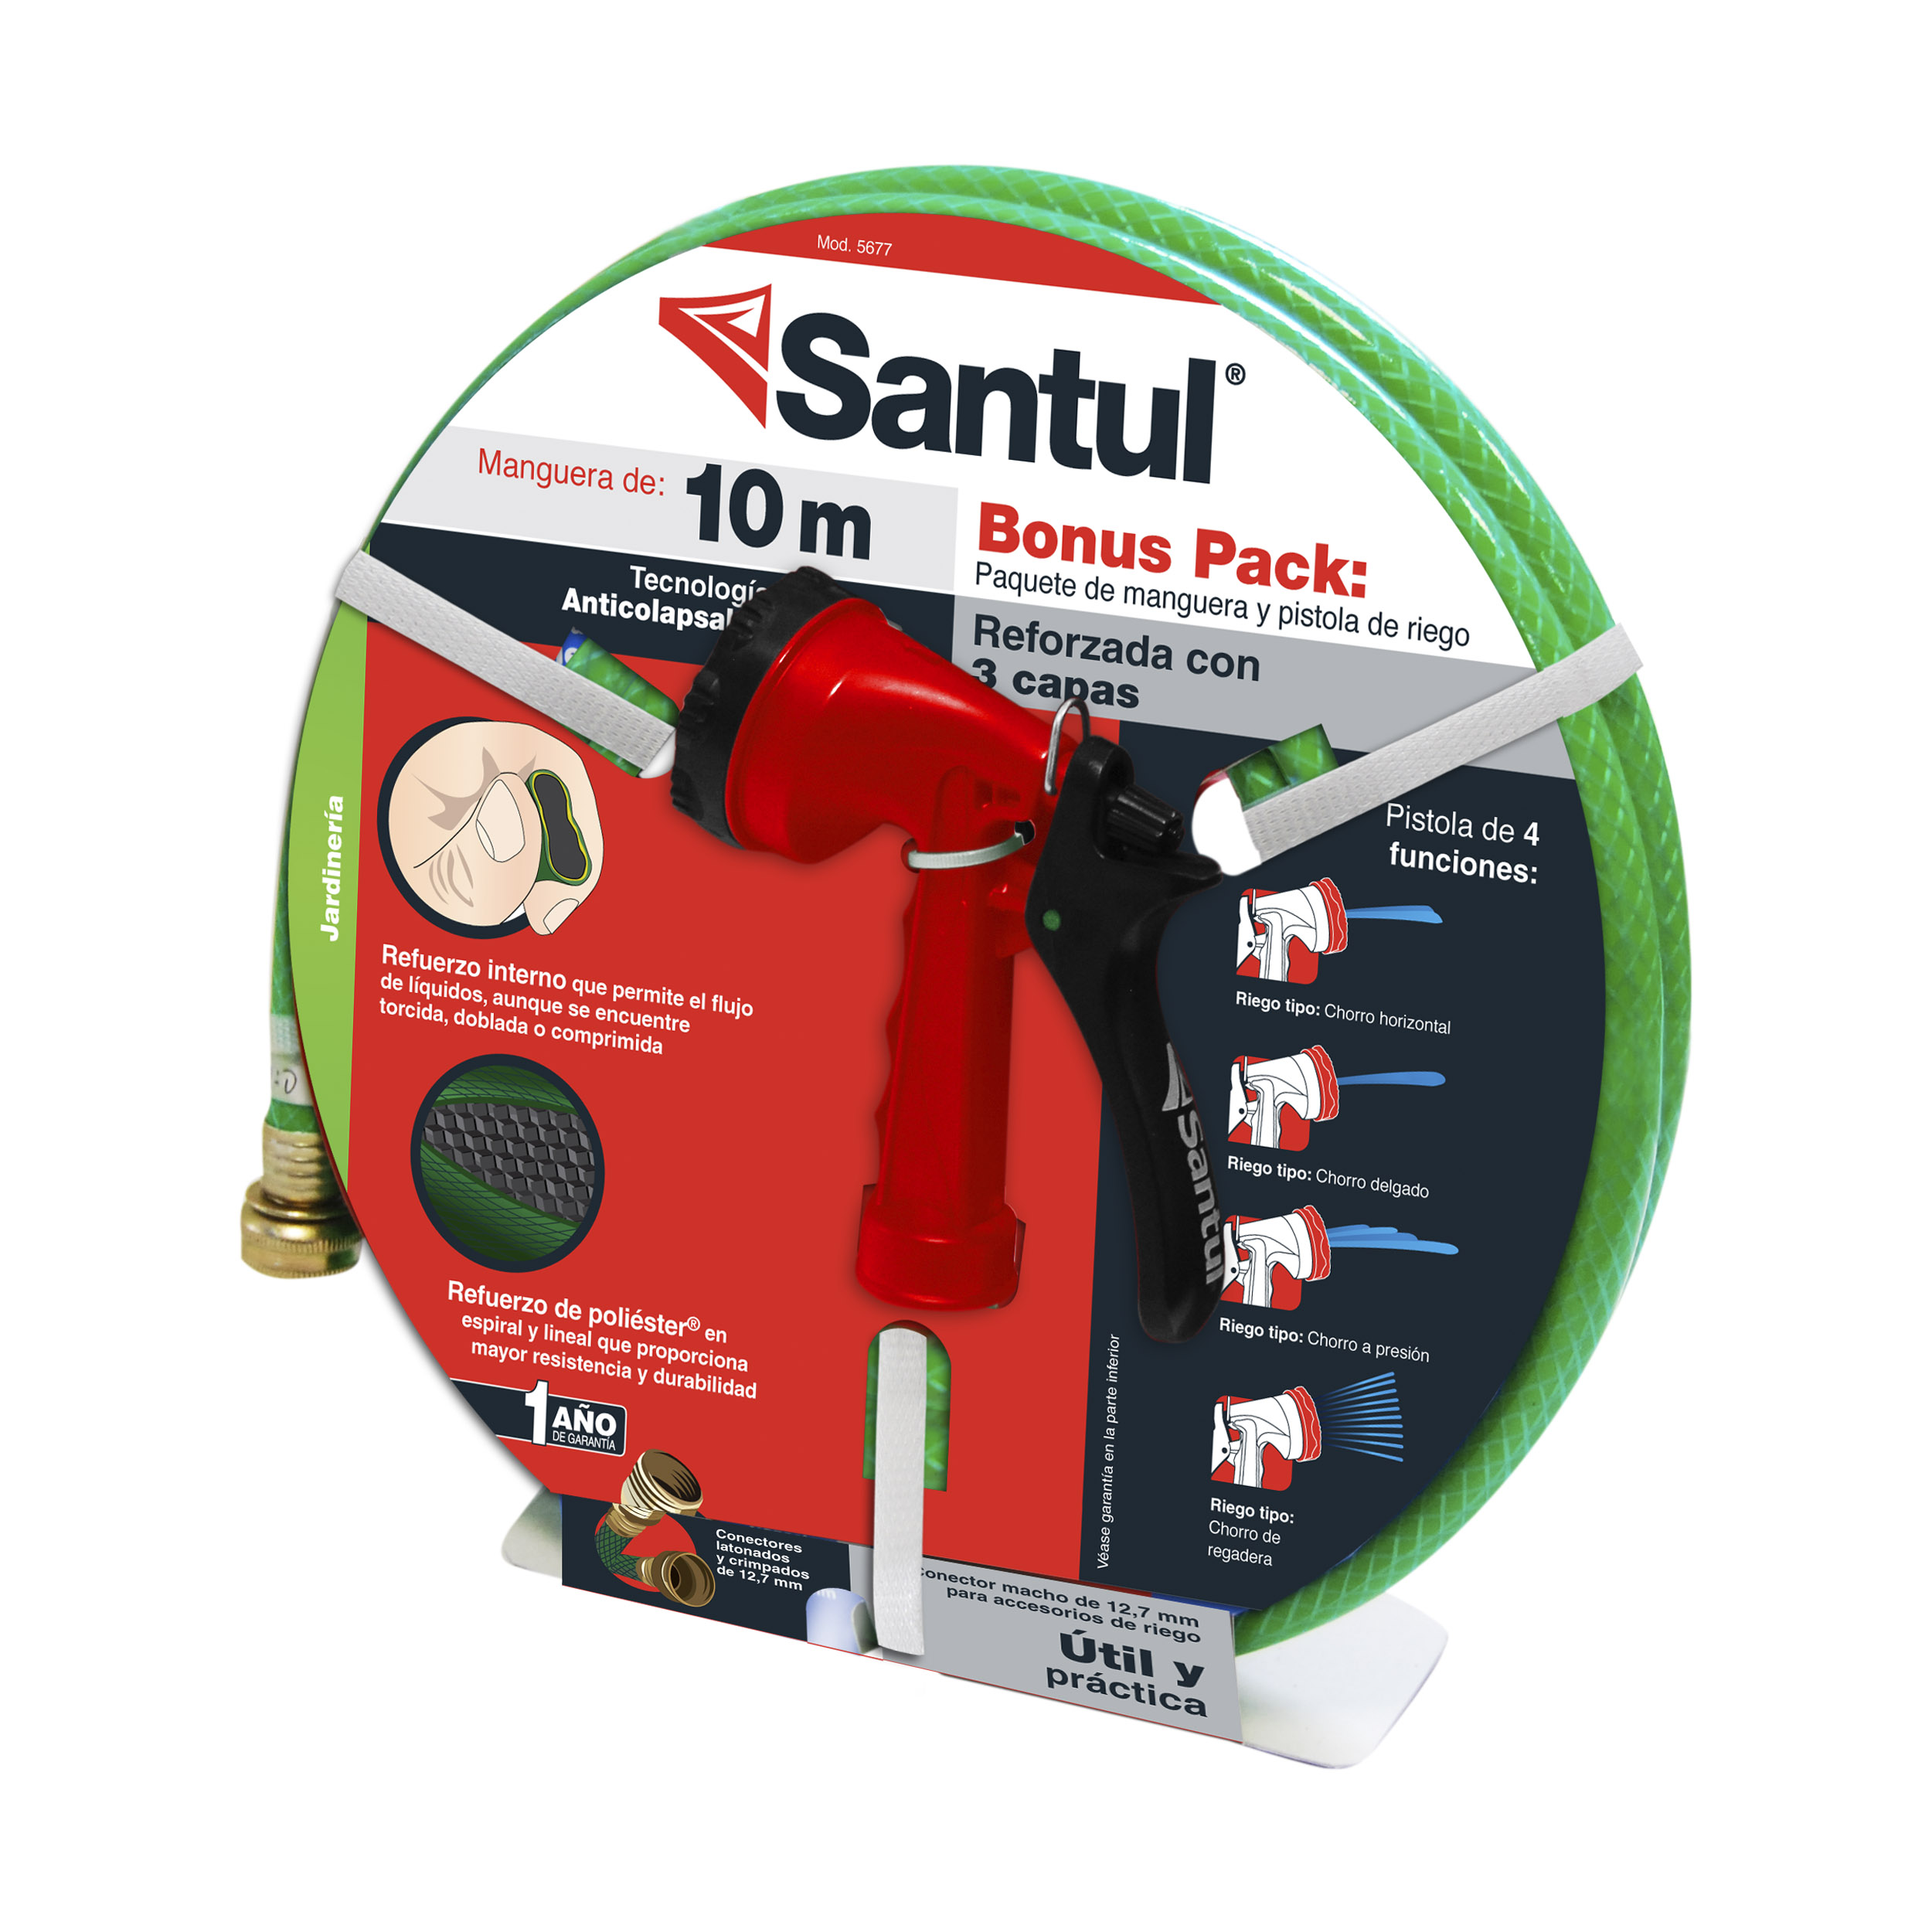 Mod. 5677
Santul®
Manguera de: 10 m
Bonus Pack:
Paquete de manguera y pistola de riego
Reforzada con
3 capas
Jardinería
Refuerzo interno que permite el flujo
de líquidos, aunque se encuentre
torcida, doblada o comprimida
Refuerzo de poliéster® en
espiral y lineal que proporciona
mayor resistencia y durabilidad
1 AÑO
DE GARANTÍA
Pistola de 4
funciones:
Riego tipo: Chorro horizontal
Riego tipo: Chorro delgado
Riego tipo: Chorro a presión
Riego tipo:
Chorro de
regadera
Santul
Véase garantía en la parte inferior
Conectores
latonados
y crimpados
de 12,7 mm
macho de 12,7 mm
para accesorios de riego
Útil y
práctica